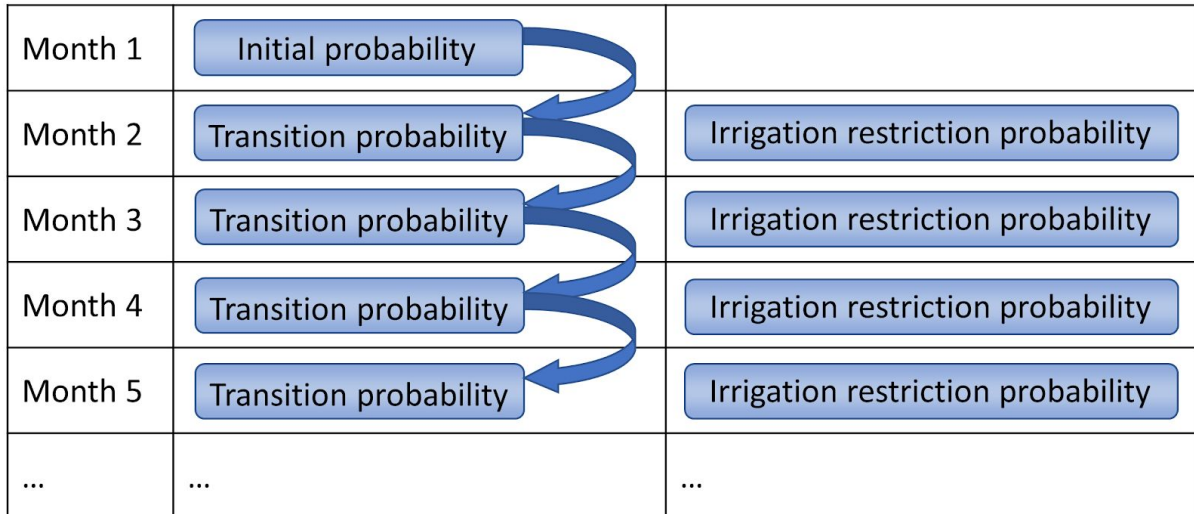 Month 1
Initial probability
Month 2
Transition probability
Irrigation restriction probability
Month 3
Transition probability
Irrigation restriction probability
Month 4
Transition probability
Irrigation restriction probability
Month 5
Transition probability
Irrigation restriction probability
...
...
...